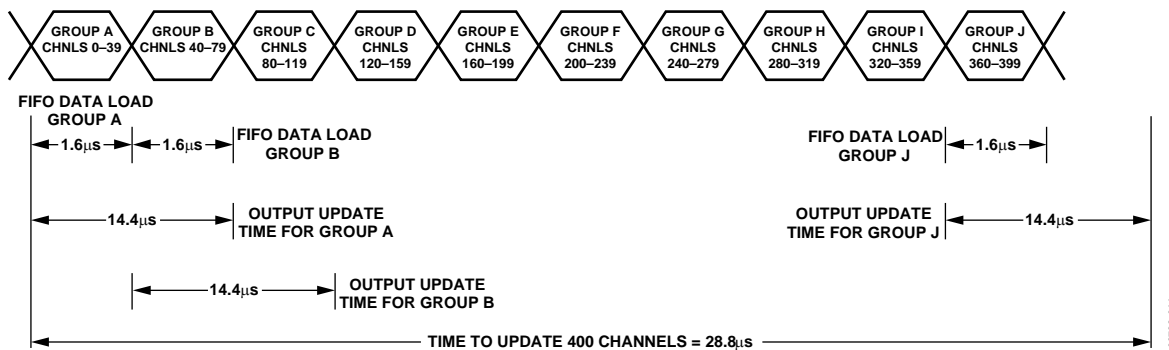 GROUP A
CHNLS 0–39
GROUP B
CHNLS 40–79
GROUP C
CHNLS
80–119
GROUP D
CHNLS
120–159
GROUP E
CHNLS
160–199
GROUP F
CHNLS
200–239
GROUP G
CHNLS
240–279
GROUP H
CHNLS
280–319
GROUP I
CHNLS
320–359
GROUP J
CHNLS
360–399
FIFO DATA LOAD
GROUP A
1.6μs
1.6μs
FIFO DATA LOAD
GROUP B
FIFO DATA LOAD
GROUP J
1.6μs
14.4μs
OUTPUT UPDATE
TIME FOR GROUP A
OUTPUT UPDATE
TIME FOR GROUP J
14.4μs
14.4μs
OUTPUT UPDATE
TIME FOR GROUP B
TIME TO UPDATE 400 CHANNELS = 28.8μs